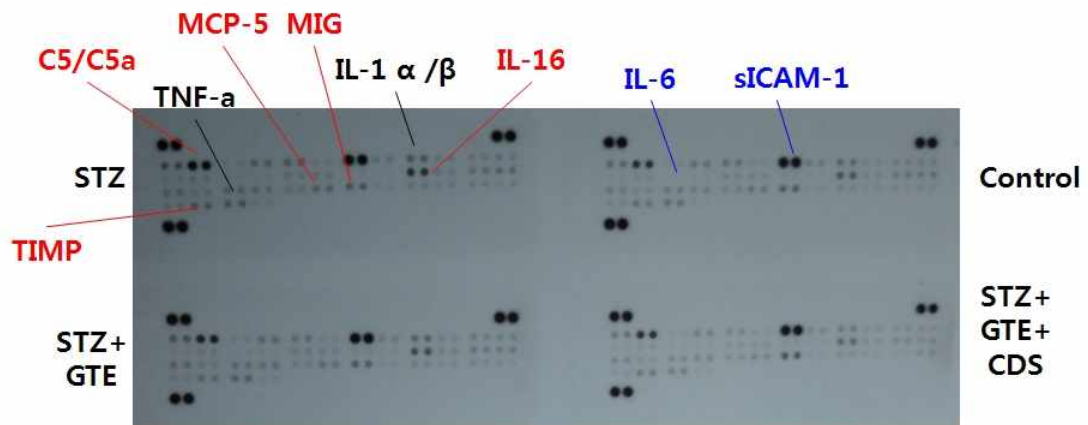 MCP-5 MIG
C5/C5a
IL-1 α /β
IL-16
TNF-a
IL-6
sICAM-1
STZ
Control
TIMP
STZ+
GTE
STZ+
GTE+
CDS